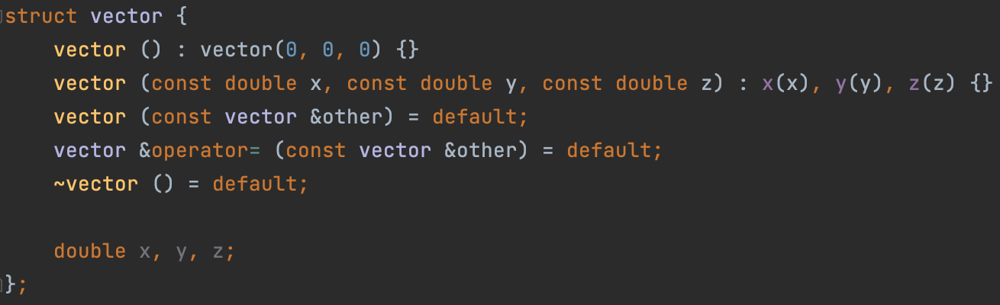 struct vector {
    vector () : vector(0, 0, 0) {}
    vector (const double x, const double y, const double z) : x(x), y(y), z(z) {}
    vector (const vector &other) = default;
    vector &operator= (const vector &other) = default;
    ~vector () = default;

    double x, y, z;
};